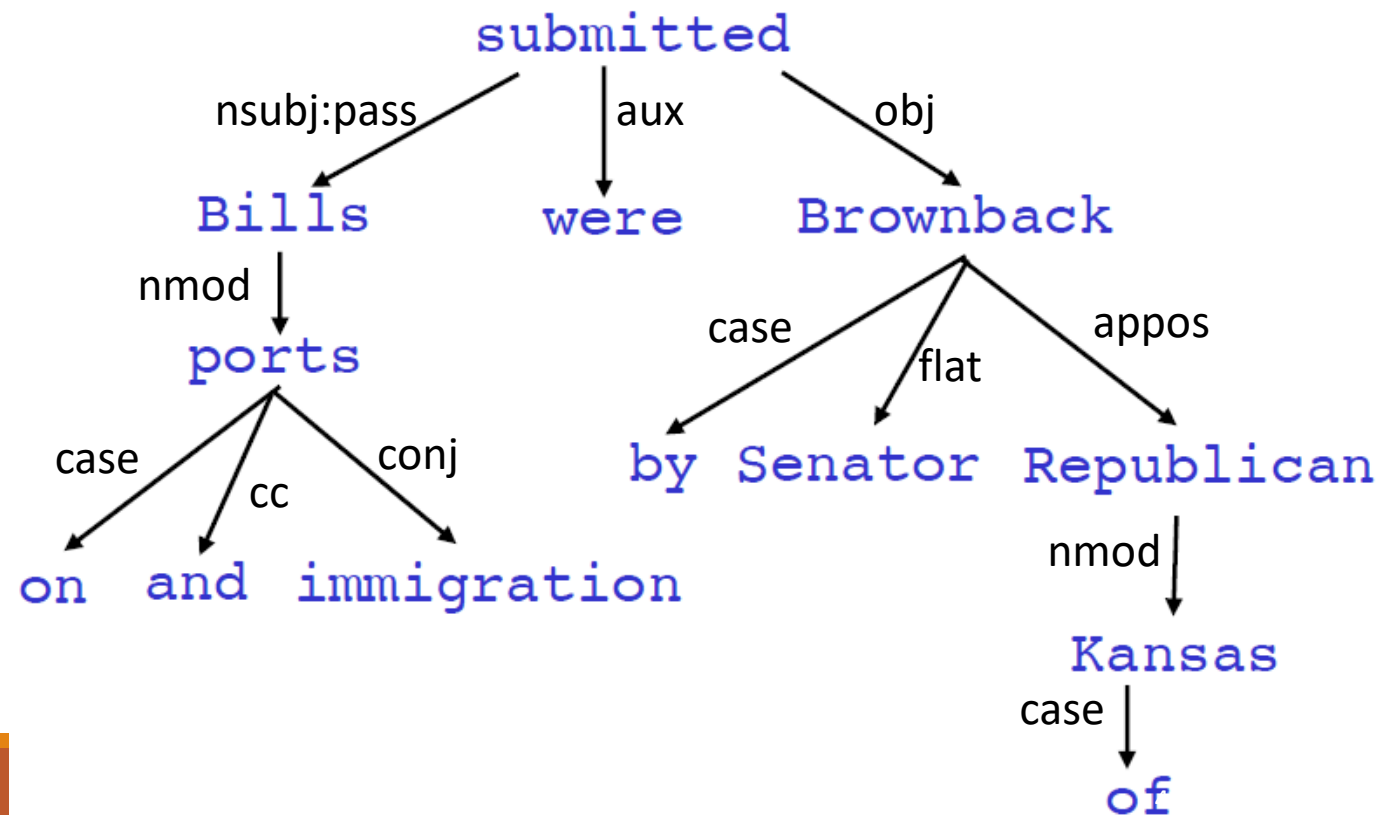 submitted
nsubj:pass aux obj
Bills were Brownback
nmod
ports
case flat appos
case cc conj
by Senator Republican
on and immigration
nmod
Kansas
case
of